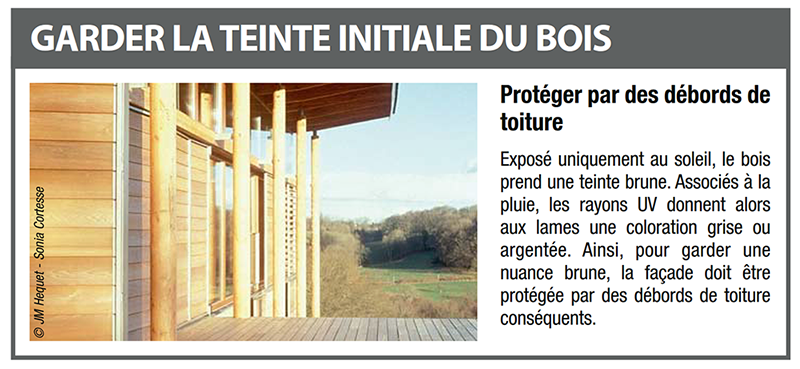 GARDER LA TEINTE INITIALE DU BOIS
© JM Hequet - Sonia Cortesse
Protéger par des débords de
toiture
Exposé uniquement au soleil, le bois
prend une teinte brune. Associés à la
pluie, les rayons UV donnent alors
aux lames une coloration grise ou
argentée. Ainsi, pour garder une
nuance brune, la façade doit être
protégée par des débords de toiture
conséquents.